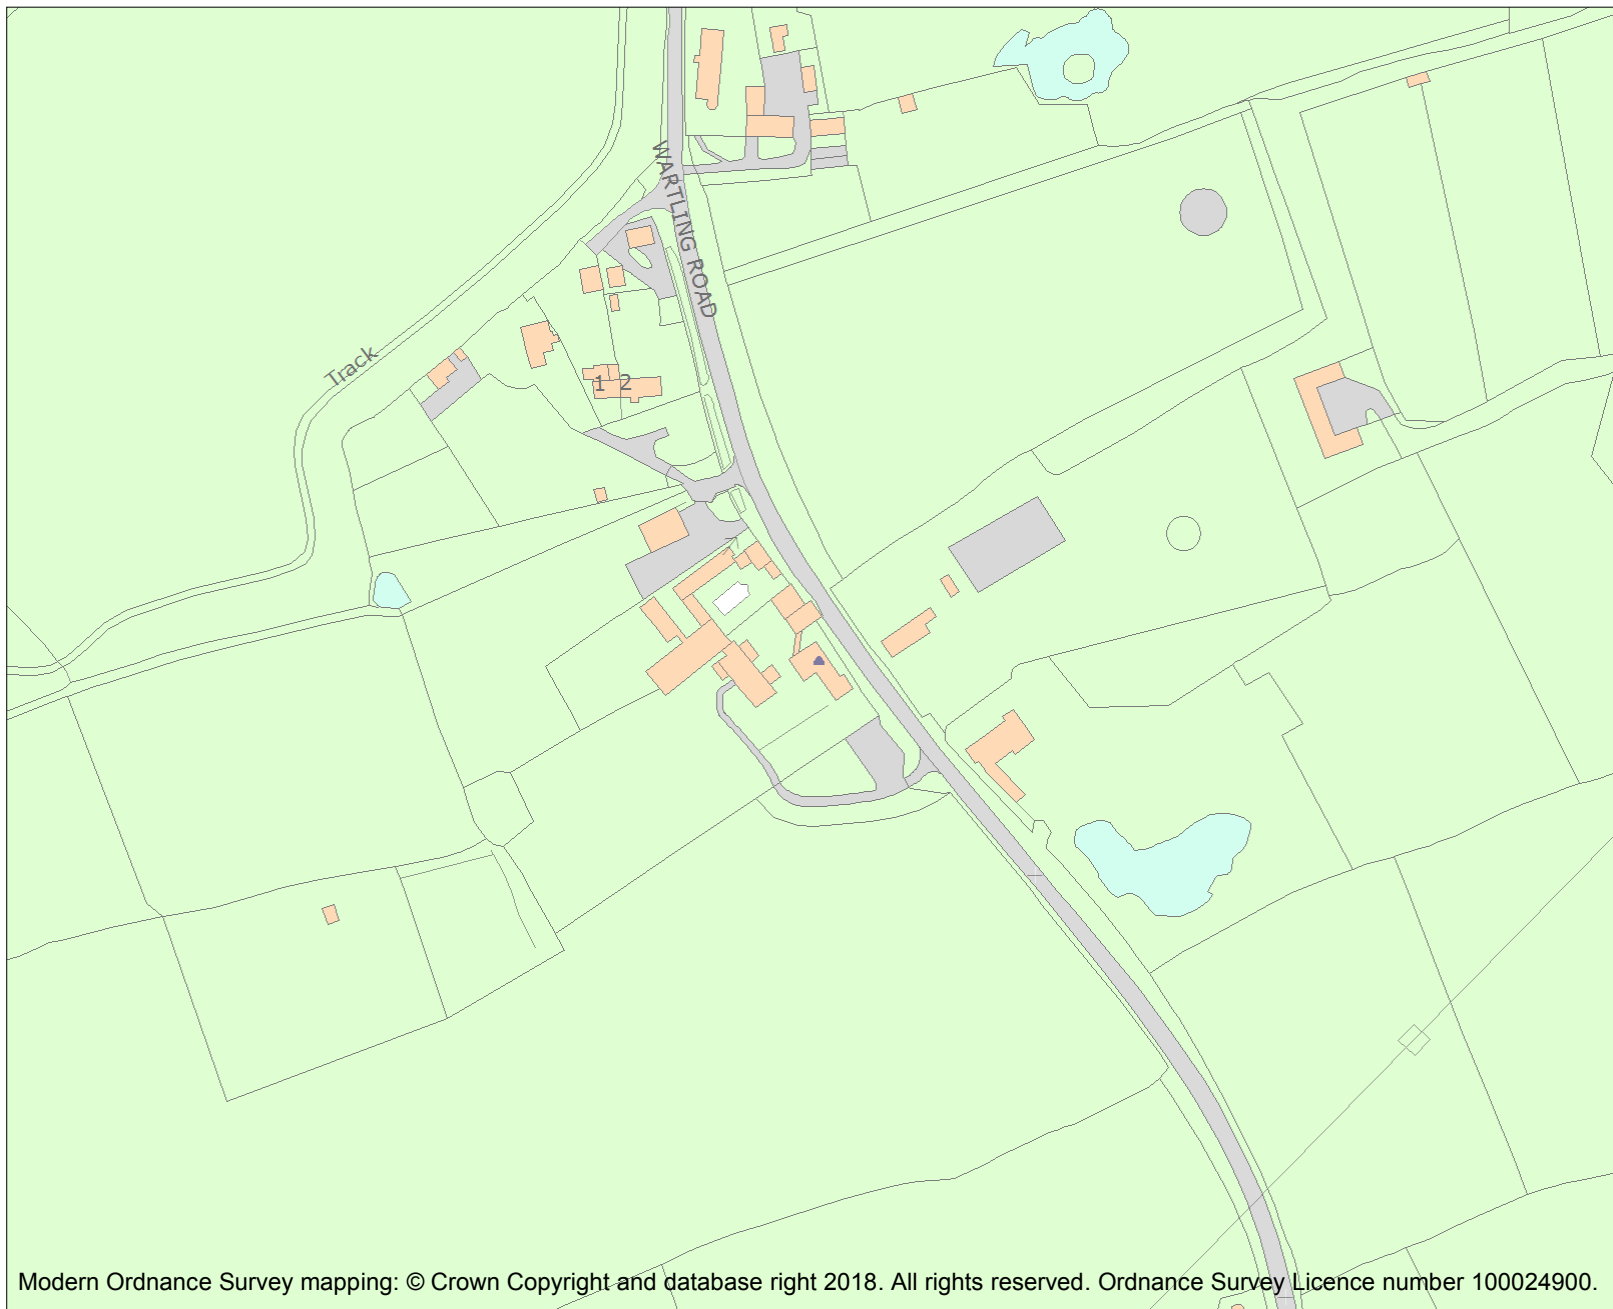 WARTLING ROAD
Track
1 2
Modern Ordnance Survey mapping: © Crown Copyright and database right 2018. All rights reserved. Ordnance Survey Licence number 100024900.